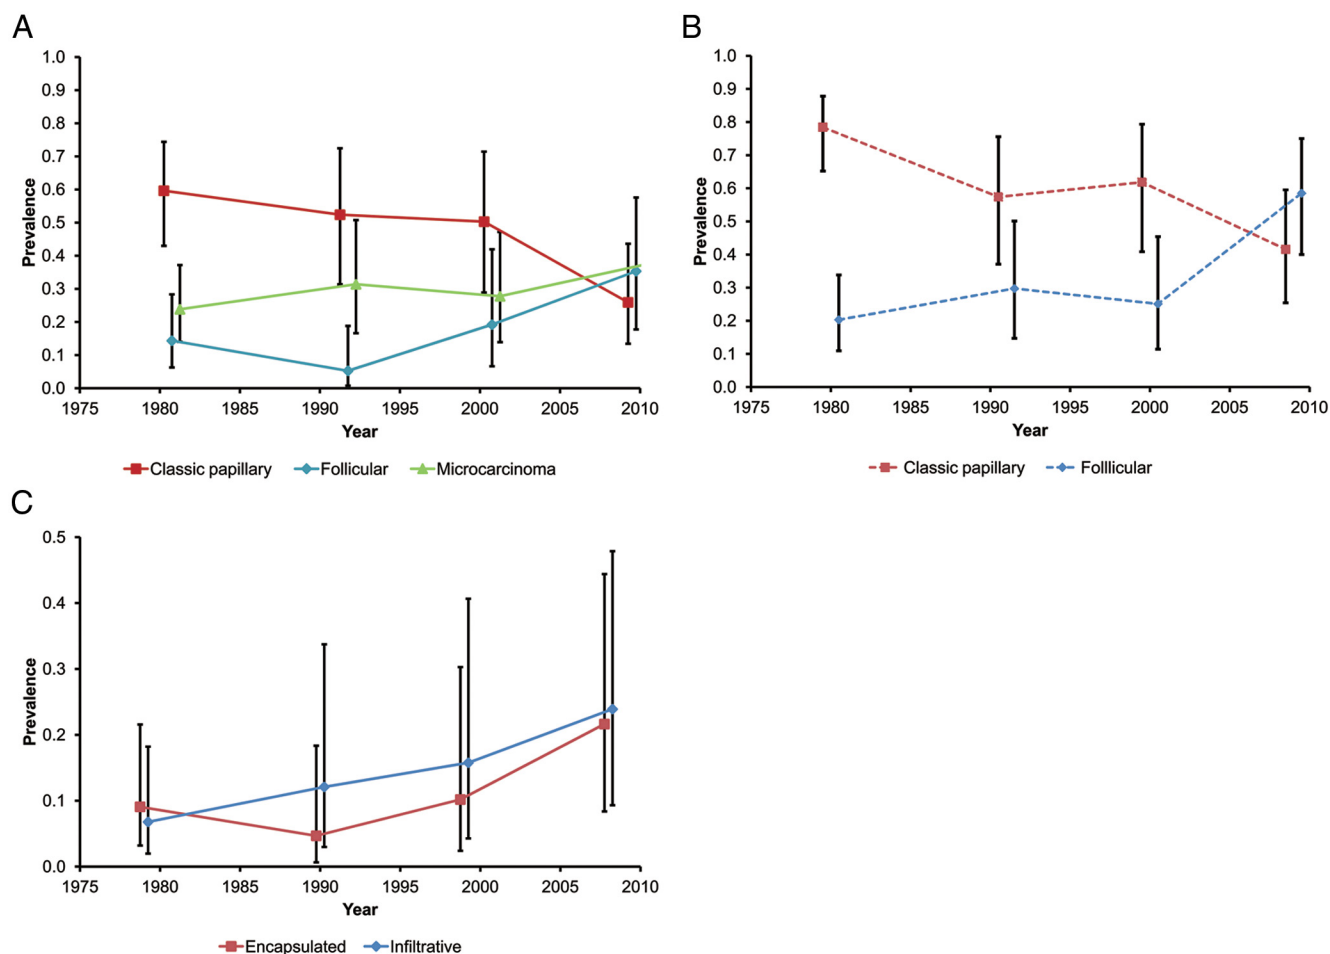 A
1.0
0.9
0.8
0.7
0.6
0.5
0.4
0.3
0.2
0.1
0.0
Prevalence
1975 1980 1985 1990 1995 2000 2005 2010
Year
Classic papillary Follicular Microcarcinoma
B
1.0
0.9
0.8
0.7
0.6
0.5
0.4
0.3
0.2
0.1
0.0
Prevalence
1975 1980 1985 1990 1995 2000 2005 2010
Year
Classic papillary Folllicular
C
0.5
0.4
0.3
0.2
0.1
0.0
Prevalence
1975 1980 1985 1990 1995 2000 2005 2010
Year
Encapsulated Infiltrative